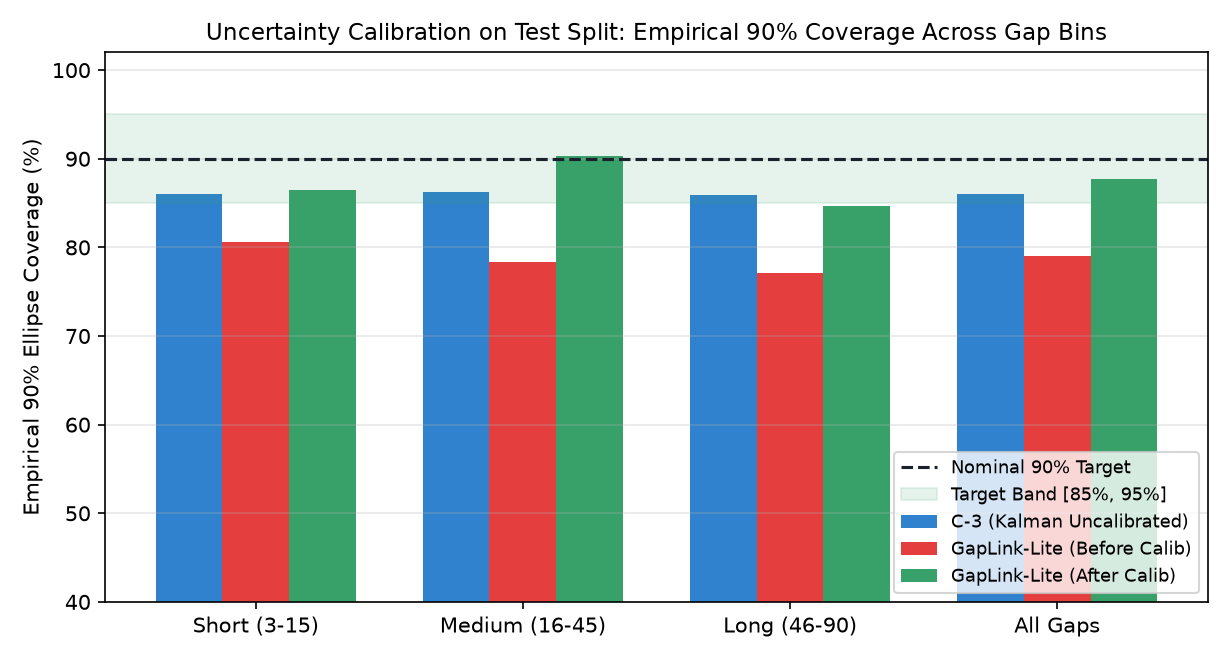 Uncertainty Calibration on Test Split: Empirical 90% Coverage Across Gap Bins
Empirical 90% Ellipse Coverage (%)
100
90
80
70
60
50
40
Short (3-15)
Medium (16-45)
Long (46-90)
All Gaps
Nominal 90% Target
Target Band [85%, 95%]
C-3 (Kalman Uncalibrated)
GapLink-Lite (Before Calib)
GapLink-Lite (After Calib)